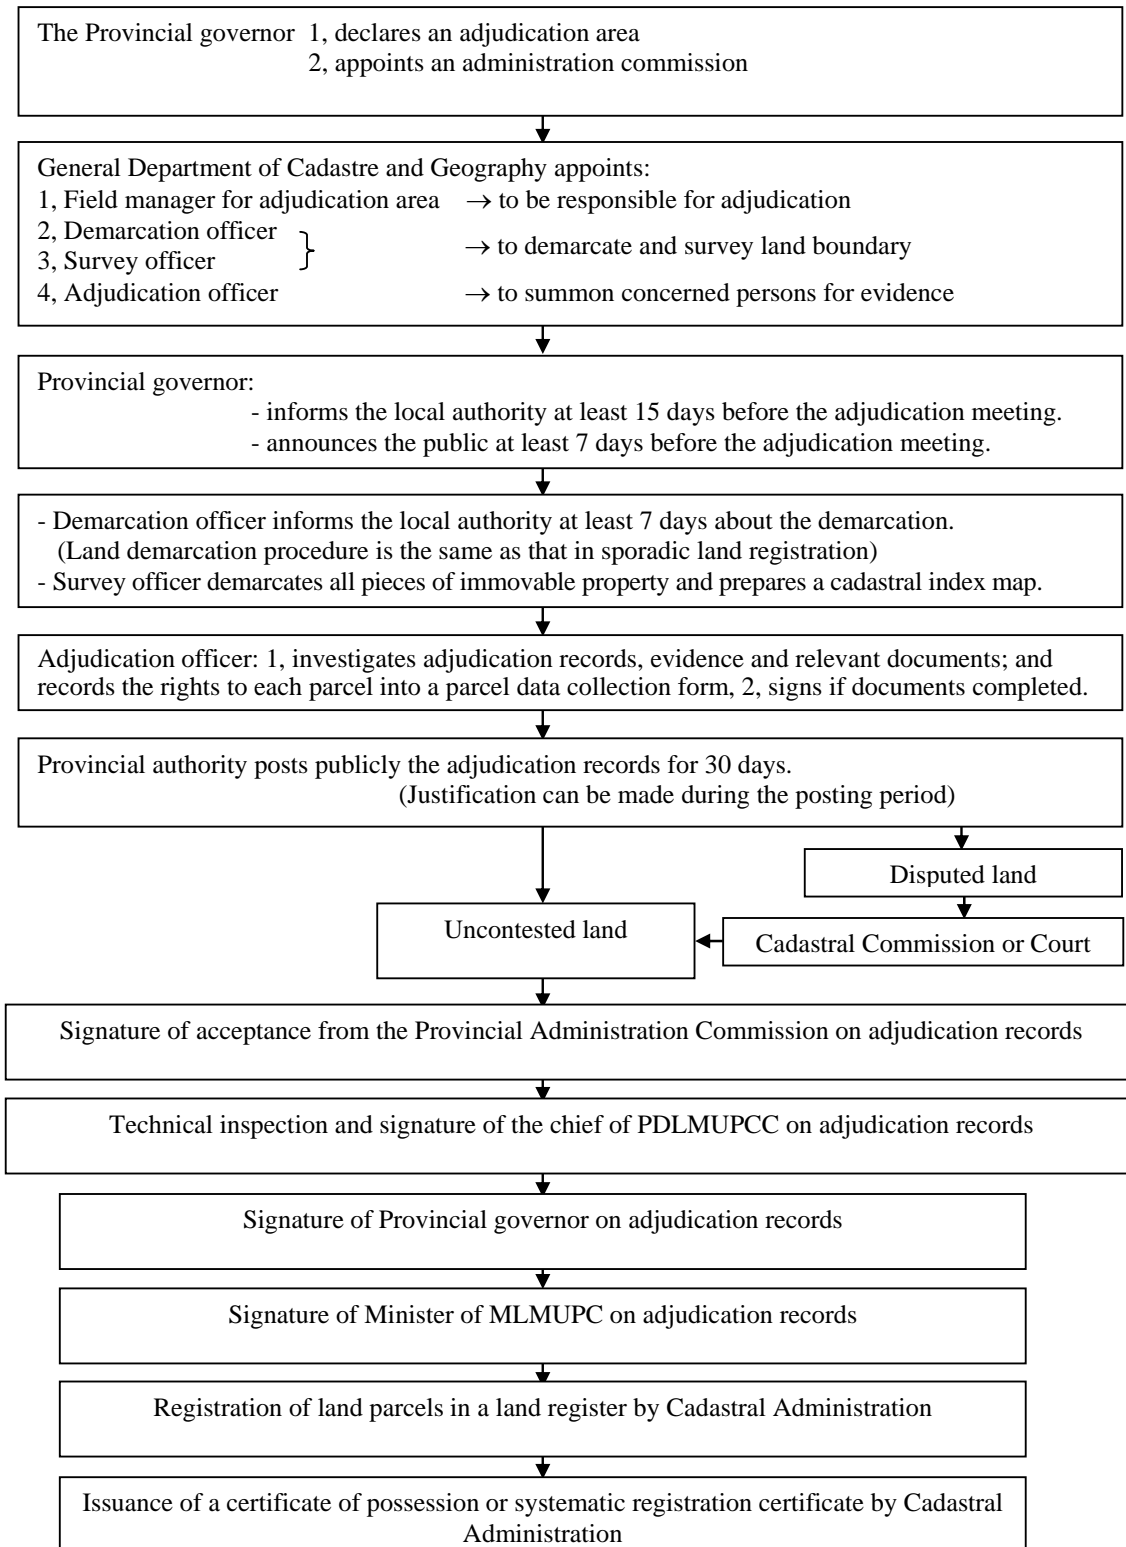 The Provincial governor 1, declares an adjudication area
2, appoints an administration commission
General Department of Cadastre and Geography appoints:
1, Field manager for adjudication area → to be responsible for adjudication
2, Demarcation officer
3, Survey officer
→ to demarcate and survey land boundary
4, Adjudication officer → to summon concerned persons for evidence
Provincial governor:
- informs the local authority at least 15 days before the adjudication meeting.
- announces the public at least 7 days before the adjudication meeting.
- Demarcation officer informs the local authority at least 7 days about the demarcation.
(Land demarcation procedure is the same as that in sporadic land registration)
- Survey officer demarcates all pieces of immovable property and prepares a cadastral index map.
Adjudication officer: 1, investigates adjudication records, evidence and relevant documents; and
records the rights to each parcel into a parcel data collection form, 2, signs if documents completed.
Provincial authority posts publicly the adjudication records for 30 days.
(Justification can be made during the posting period)
Disputed land
Uncontested land
Cadastral Commission or Court
Signature of acceptance from the Provincial Administration Commission on adjudication records
Technical inspection and signature of the chief of PDLMUPCC on adjudication records
Signature of Provincial governor on adjudication records
Signature of Minister of MLMUPC on adjudication records
Registration of land parcels in a land register by Cadastral Administration
Issuance of a certificate of possession or systematic registration certificate by Cadastral
Administration